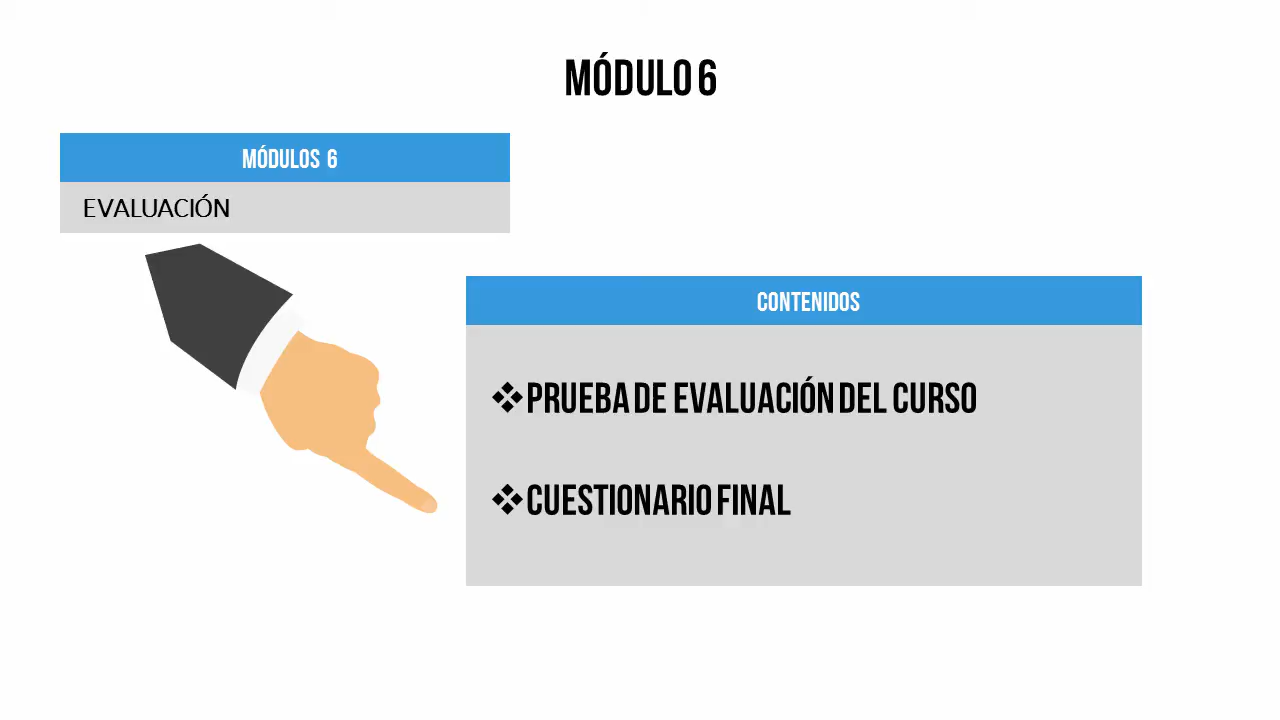 MÓDULO 6
MÓDULOS 6
EVALUACIÓN
CONTENIDOS
❖PRUEBA DE EVALUACIÓN DEL CURSO
❖CUESTIONARIO FINAL